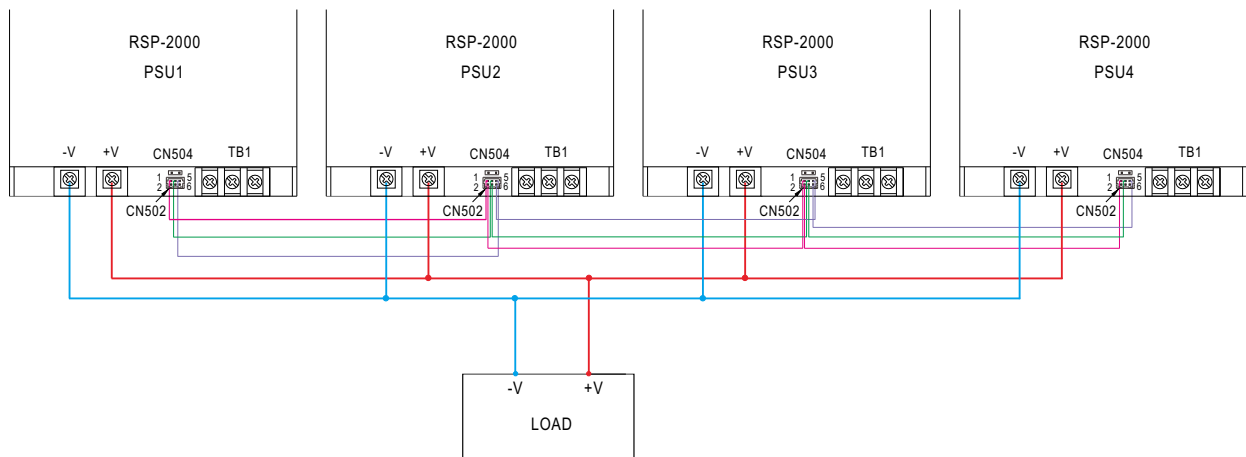 RSP-2000
PSU1
-V +V CN504 TB1
1 5
2 6
CN502
RSP-2000
PSU2
-V +V CN504 TB1
1 5
2 6
CN502
RSP-2000
PSU3
-V +V CN504 TB1
1 5
2 6
CN502
RSP-2000
PSU4
-V +V CN504 TB1
1 5
2 6
CN502
-V +V
LOAD